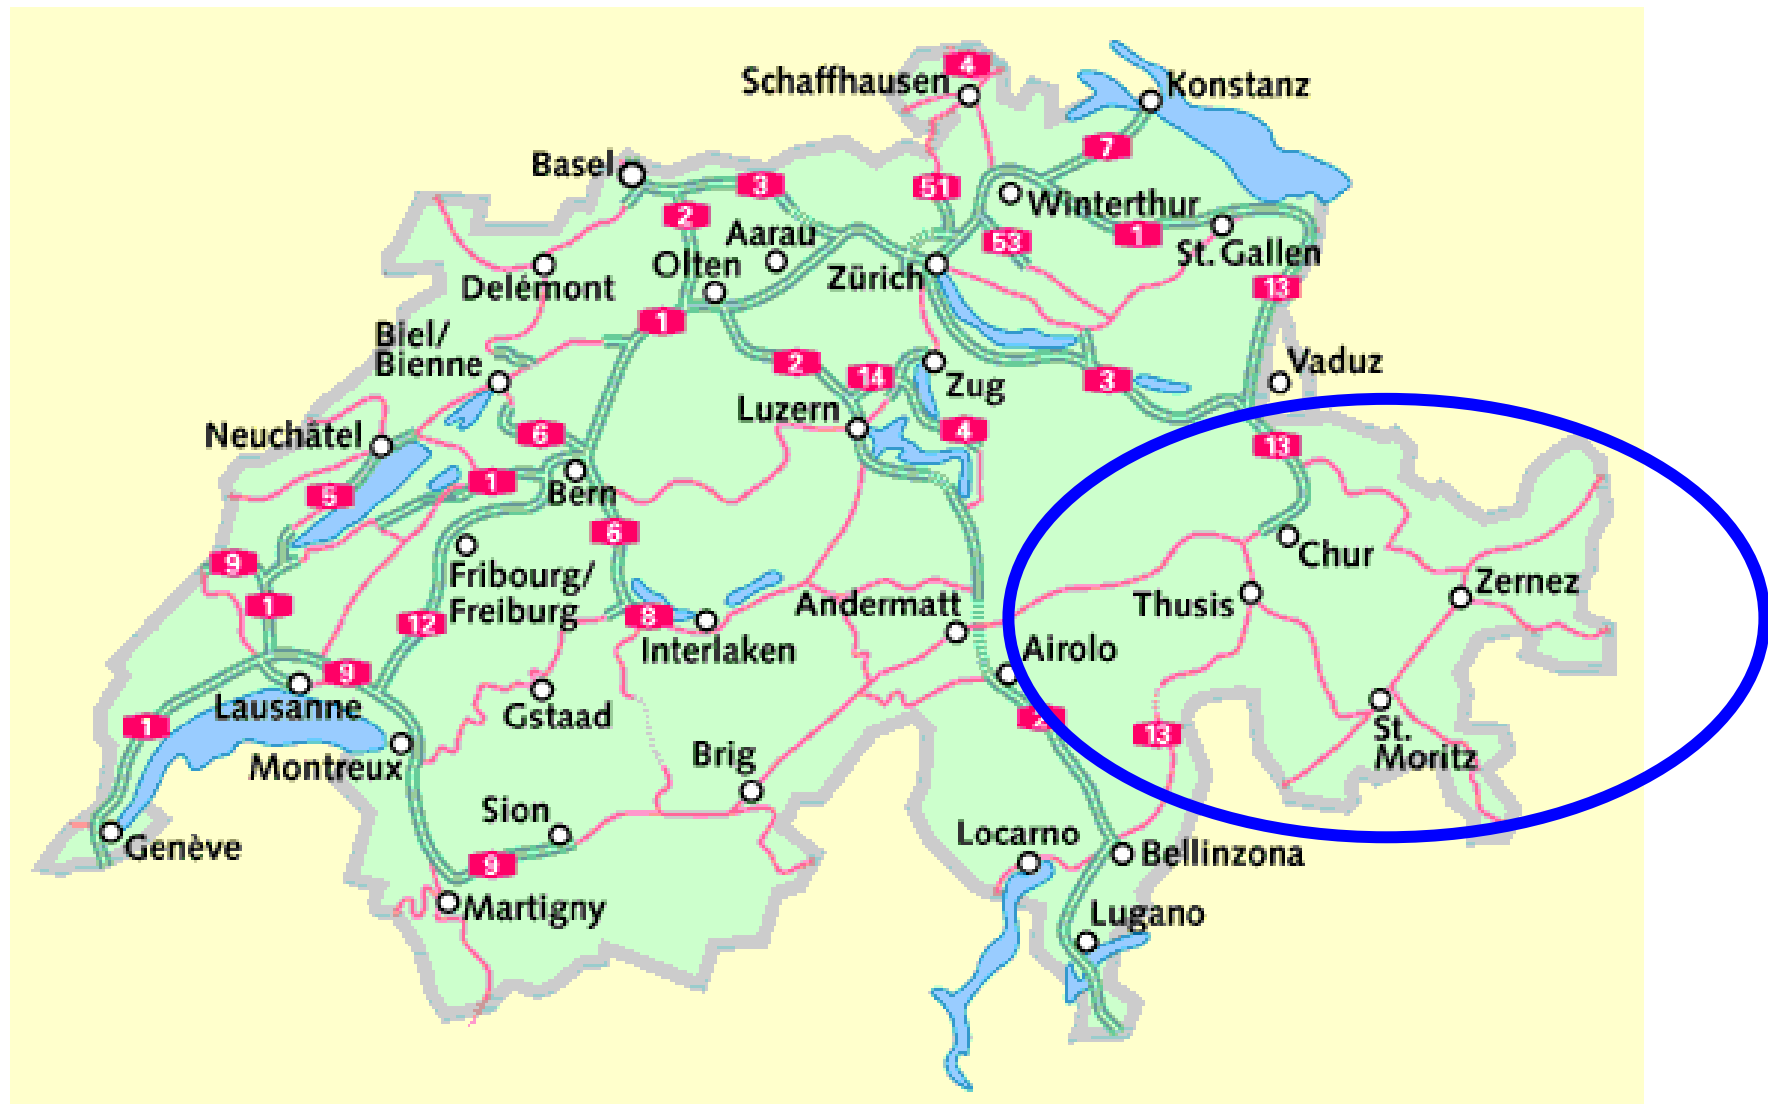 4
Schaffhausen
Konstanz
7
Basel
3
51
2
Winterthur
Aarau
53
1
St. Gallen
Olten
Zürich
Delémont
13
1
Biel/
Bienne
2
14
Zug
3
Vaduz
Luzern
Neuchâtel
6
4
13
1
5
Bern
6
9
Chur
Fribourg/
Freiburg
Zernez
1
Thusis
12
8
Andermatt
Interlaken
Airolo
9
Lausanne
Gstaad
2
1
13
St.
Moritz
Montreux
Brig
Sion
Genève
Locarno
Bellinzona
9
Martigny
Lugano